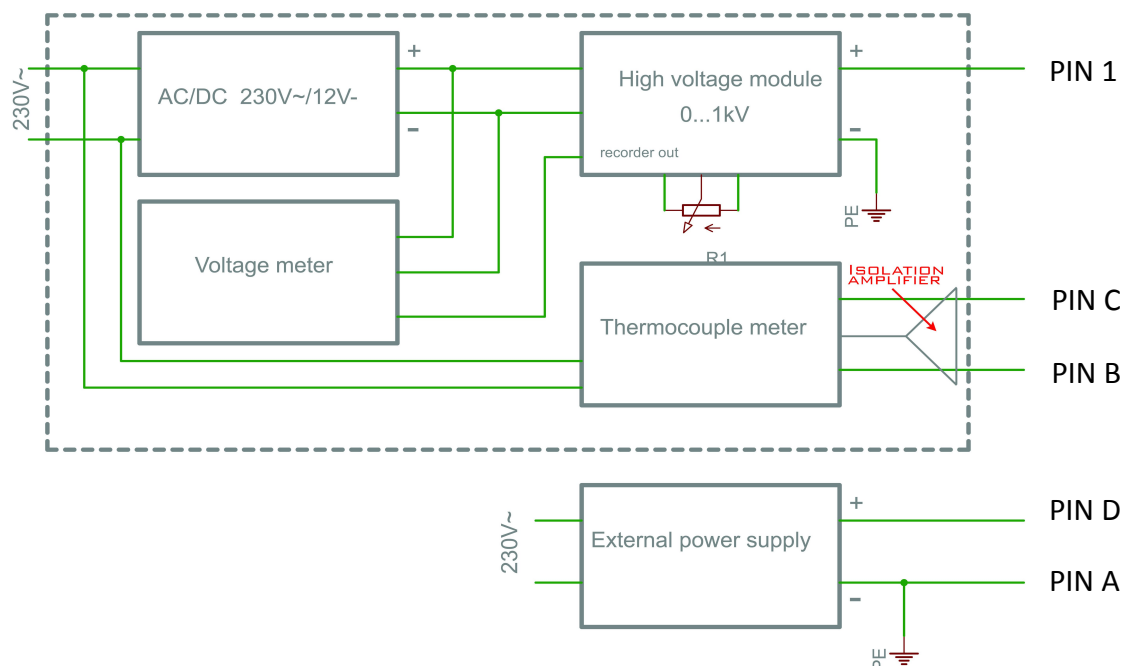 230V~
AC/DC 230V~/12V-
+
-
High voltage module
0...1kV
recorder out
+
-
PIN 1
PE
R1
Voltage meter
Thermocouple meter
ISOLATION
AMPLIFIER
PIN C
PIN B
230V~
External power supply
+
-
PIN D
PIN A
PE